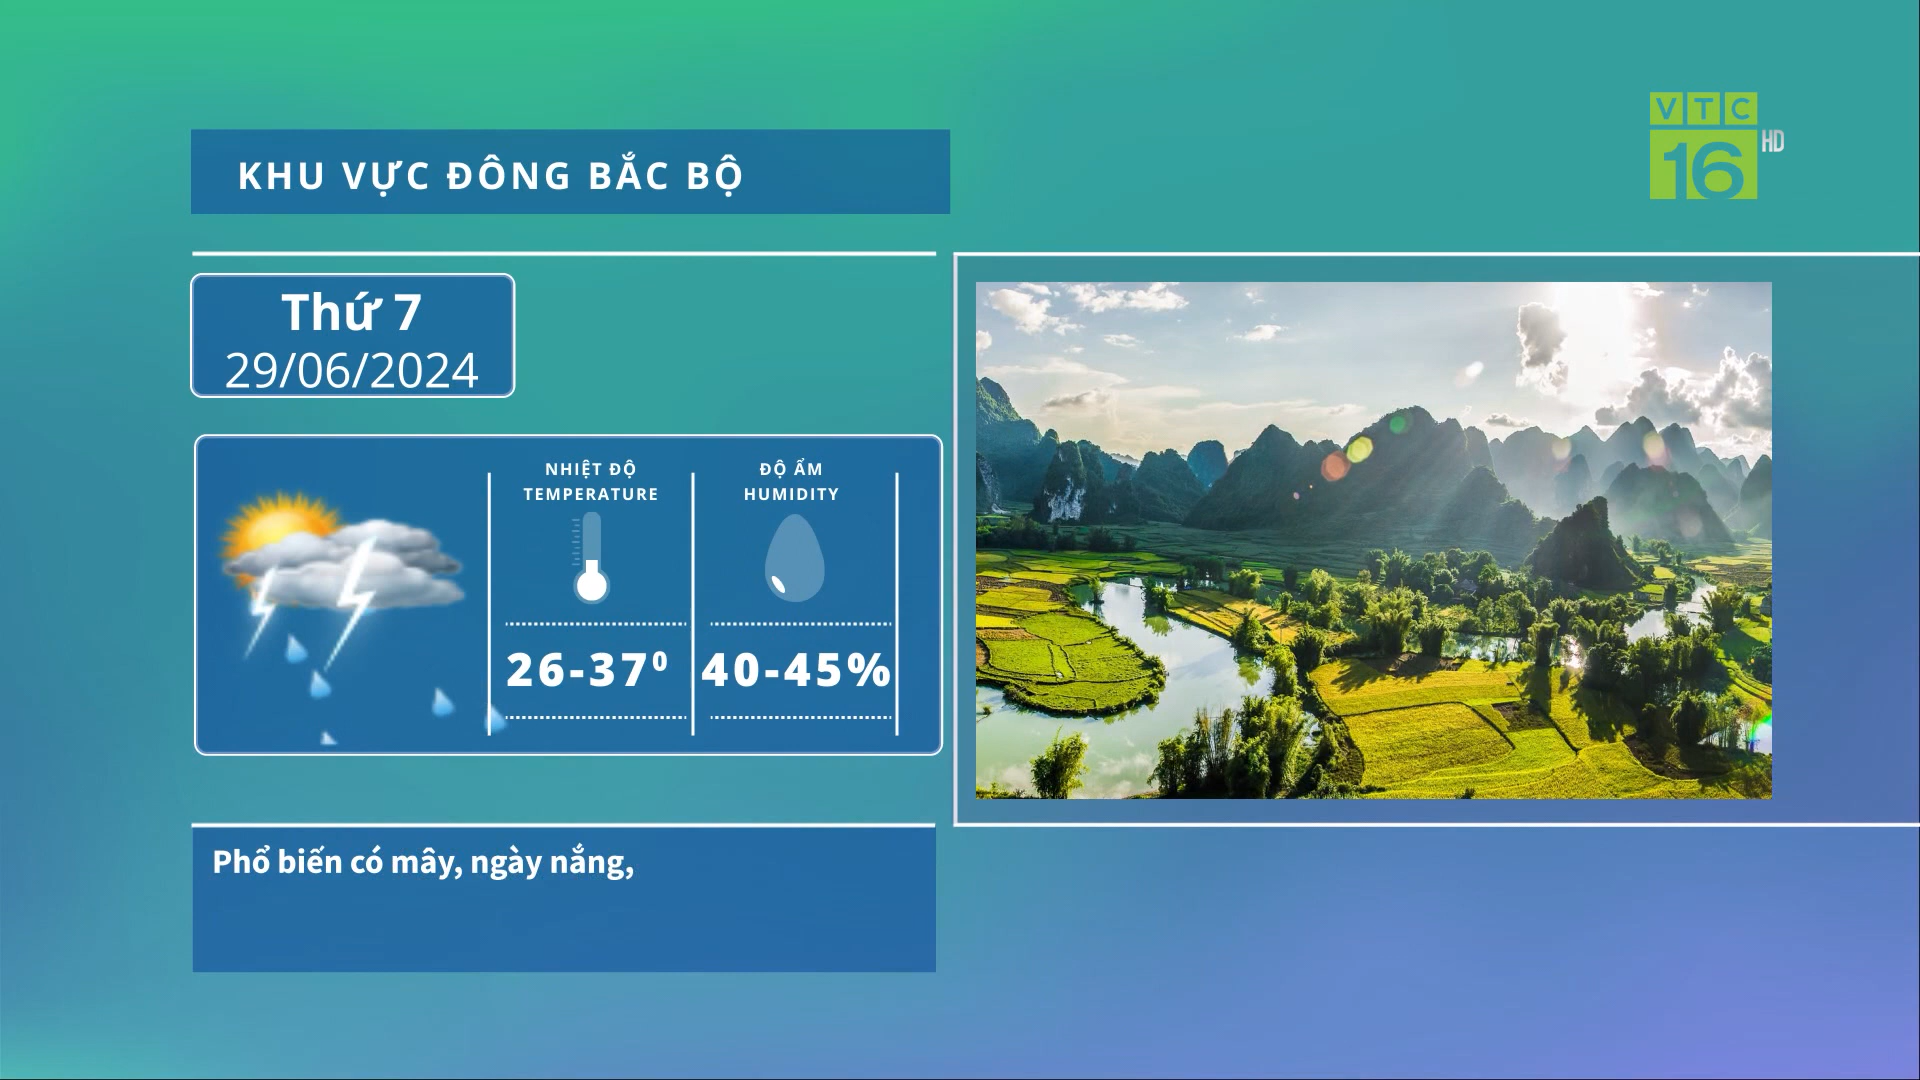 VTC
16 HD
KHU VỰC ĐÔNG BẮC BỘ
Thứ 7
29/06/2024
NHIỆT ĐỘ
TEMPERATURE
26-37⁰
ĐỘ ẨM
HUMIDITY
40-45%
Phổ biến có mây, ngày nắng,